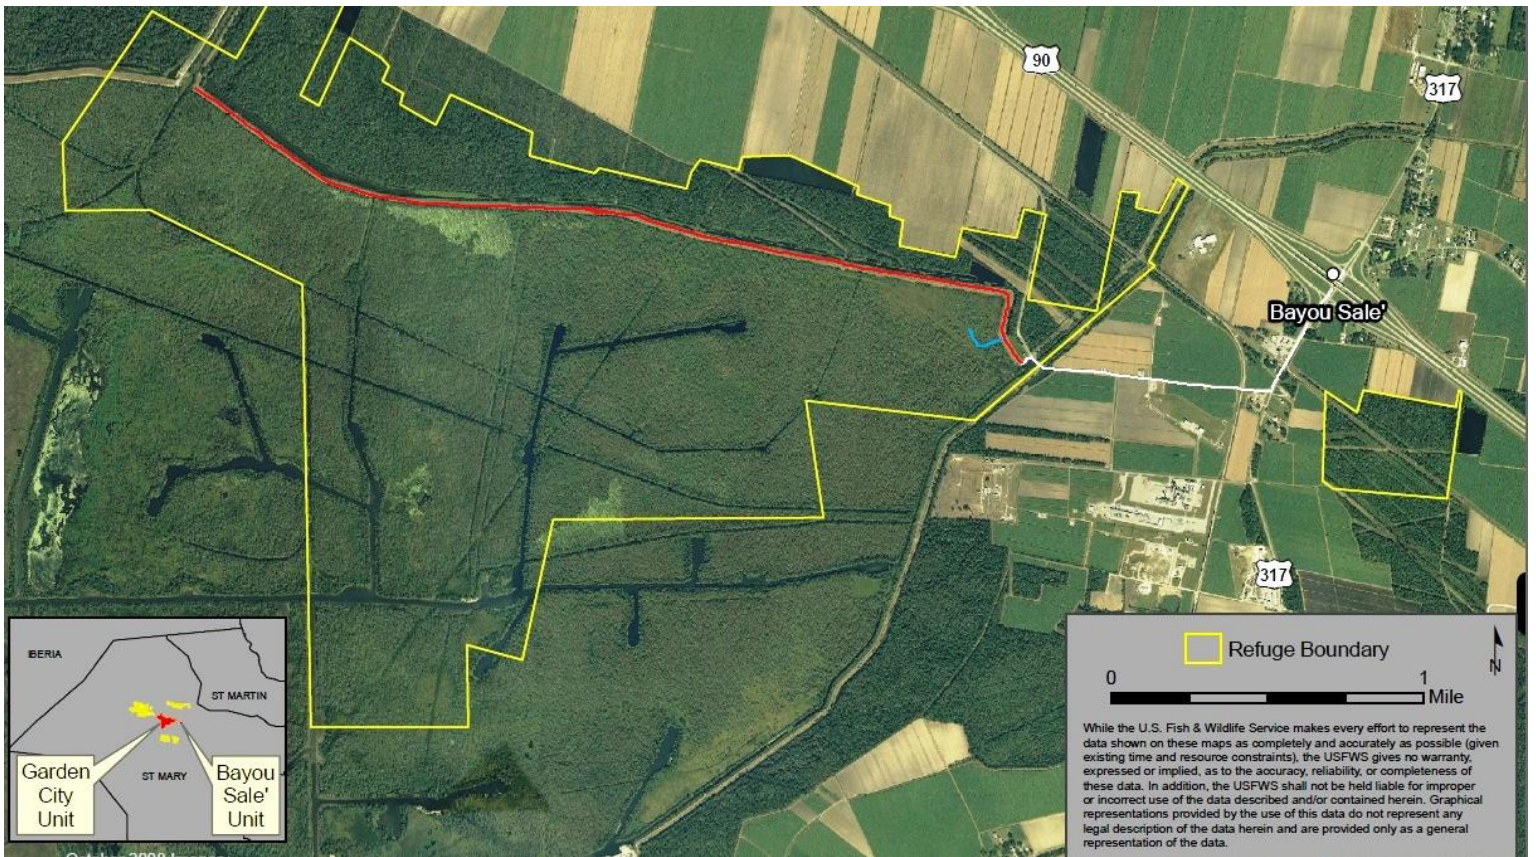 90
317
Bayou Sale'
317
Refuge Boundary
0 1
Mile
N
While the U.S. Fish & Wildlife Service makes every effort to represent the
data shown on these maps as completely and accurately as possible (given
existing time and resource constraints), the USFWS gives no warranty,
expressed or implied, as to the accuracy, reliability, or completeness of
these data. In addition, the USFWS shall not be held liable for improper
or incorrect use of the data described and/or contained herein. Graphical
representations provided by the use of this data do not represent any
legal description of the data herein and are provided only as a general
representation of the data.
IBERIA
ST MARTIN
ST MARY
Garden
City
Unit
Bayou
Sale'
Unit